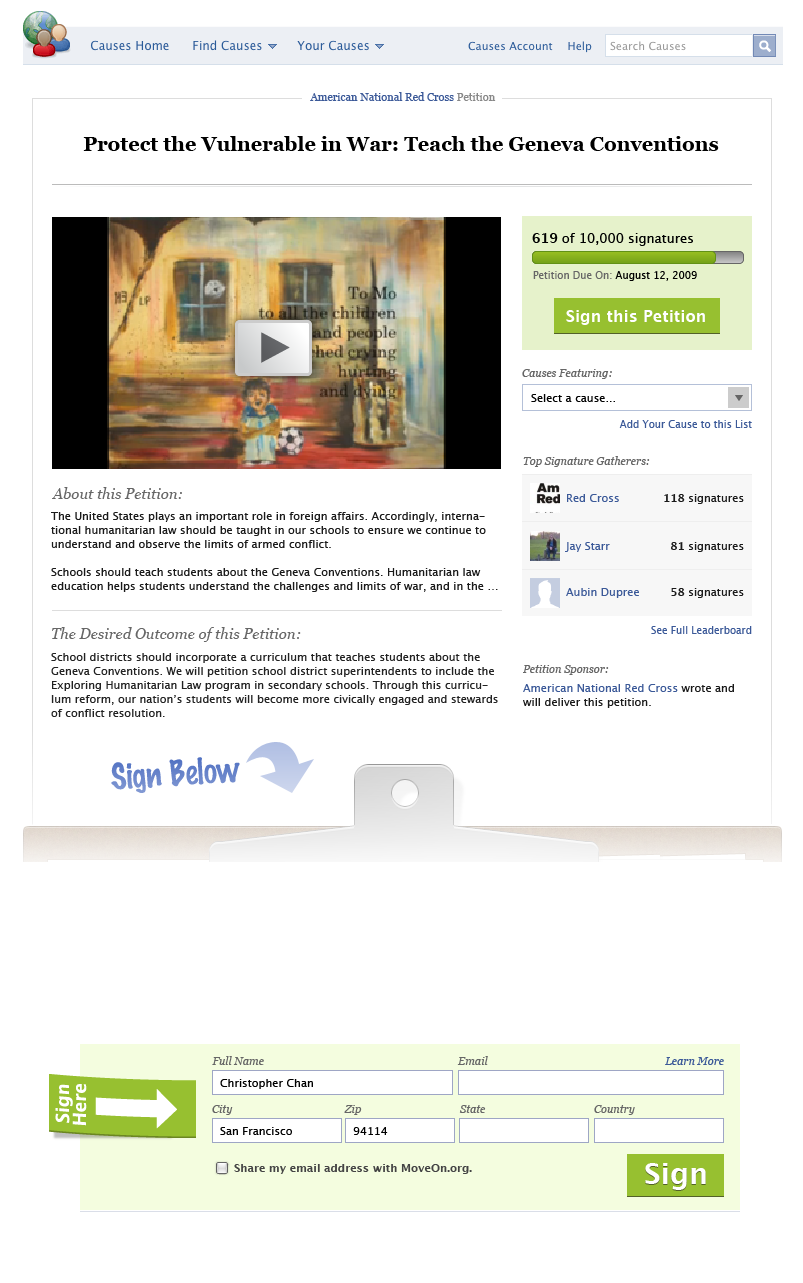 Causes Home Find Causes Your Causes Causes Account Help Search Causes
American National Red Cross Petition
Protect the Vulnerable in War: Teach the Geneva Conventions
To Mo
to all the children
and people
hed crying
hurting
and dying
LP
About this Petition:
The United States plays an important role in foreign affairs. Accordingly, interna-
tional humanitarian law should be taught in our schools to ensure we continue to
understand and observe the limits of armed conflict.
Schools should teach students about the Geneva Conventions. Humanitarian law
education helps students understand the challenges and limits of war, and in the ...
The Desired Outcome of this Petition:
School districts should incorporate a curriculum that teaches students about the
Geneva Conventions. We will petition school district superintendents to include the
Exploring Humanitarian Law program in secondary schools. Through this curricu-
lum reform, our nation's students will become more civically engaged and stewards
of conflict resolution.
Sign Below
619 of 10,000 signatures
Petition Due On: August 12, 2009
Sign this Petition
Causes Featuring:
Select a cause...
Add Your Cause to this List
Top Signature Gatherers:
Am
Red
Red Cross 118 signatures
Jay Starr 81 signatures
Aubin Dupree 58 signatures
See Full Leaderboard
Petition Sponsor:
American National Red Cross wrote and
will deliver this petition.
Sign
Here
Full Name Email Learn More
Christopher Chan
City Zip State Country
San Francisco 94114
Share my email address with MoveOn.org.
Sign